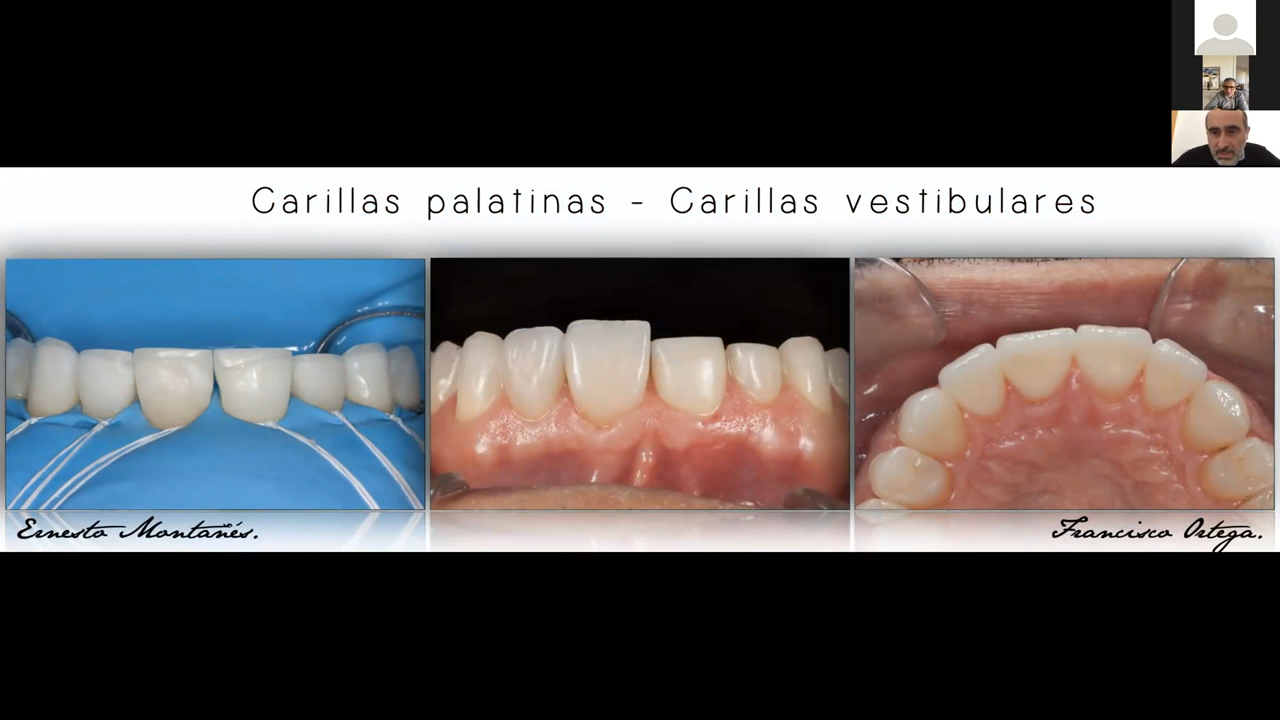 Carillas palatinas - Carillas vestibulares
Ernesto Montañés.
Francisco Ortega.